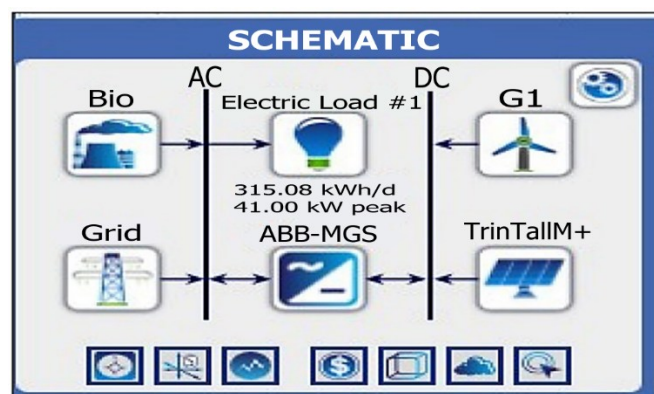 SCHEMATIC
AC
DC
Bio
Electric Load #1
G1
315.08 kWh/d
41.00 kW peak
Grid
ABB-MGS
TrinTallM+